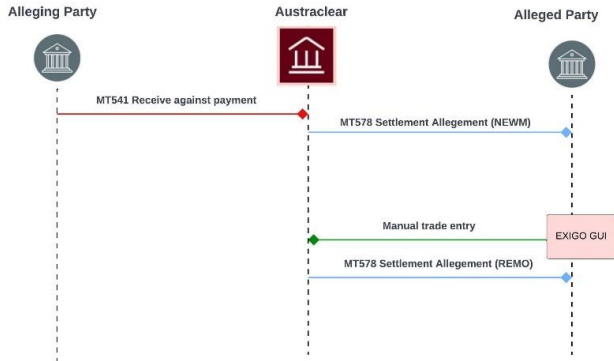 Alleging Party
Austraclear
Alleged Party
MT541 Receive against payment
MT578 Settlement Allegement (NEWM)
Manual trade entry
EXIGO GUI
MT578 Settlement Allegement (REMO)